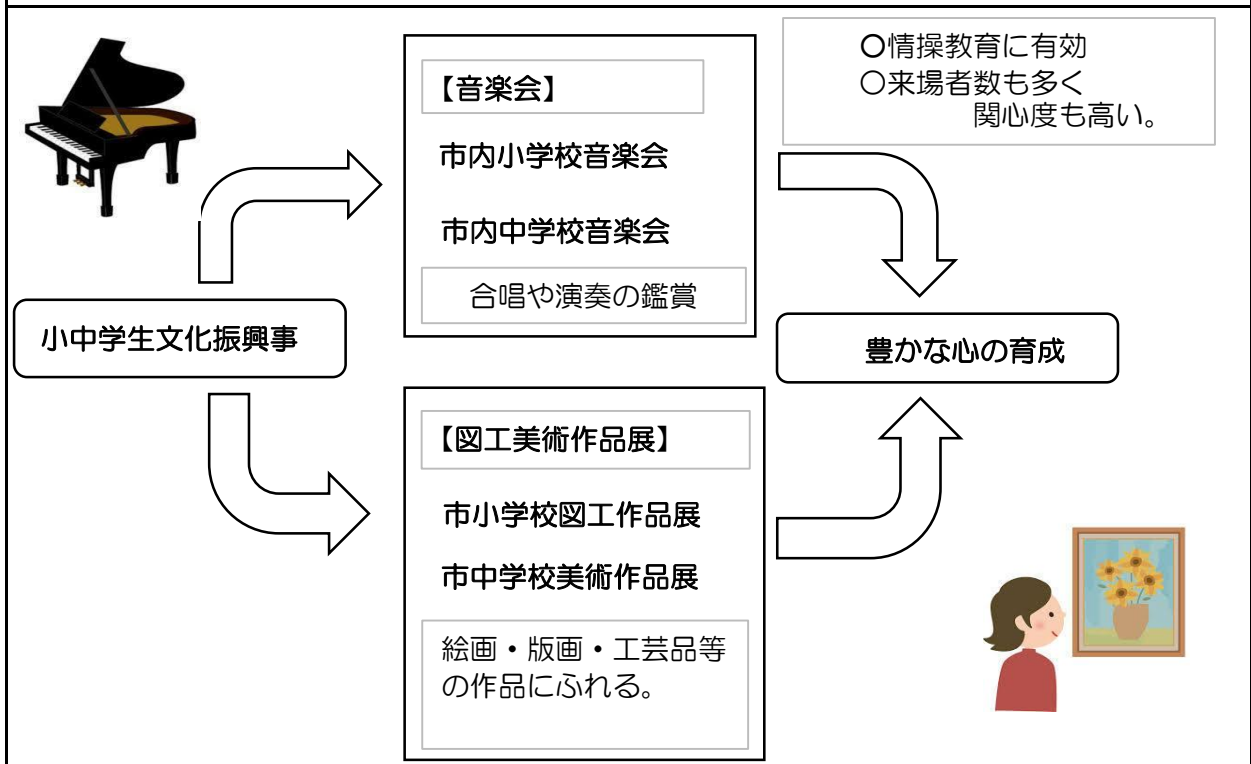 小中学生文化振興事
【音楽会】
市内小学校音楽会
市内中学校音楽会
合唱や演奏の鑑賞
【図工美術作品展】
市小学校図工作品展
市中学校美術作品展
絵画・版画・工芸品等
の作品にふれる。
〇情操教育に有効
〇来場者数も多く
関心度も高い。
豊かな心の育成